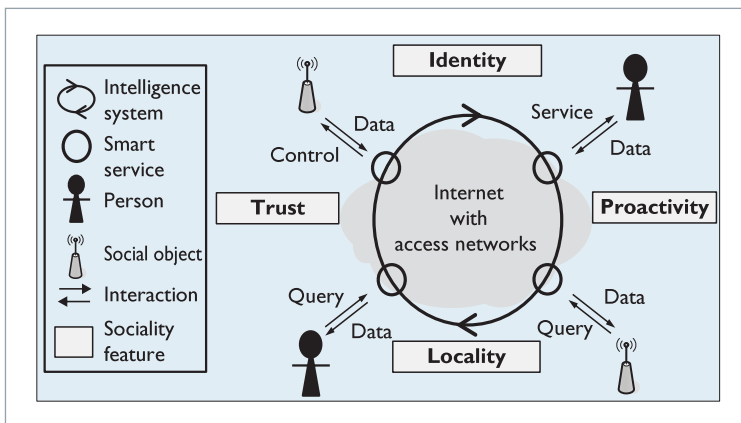 Intelligence
system
Smart
service
Person
Social object
Interaction
Sociality
feature
Identity
Data
Control
Service
Data
Trust
Internet
with
access networks
Proactivity
Query
Data
Data
Query
Locality